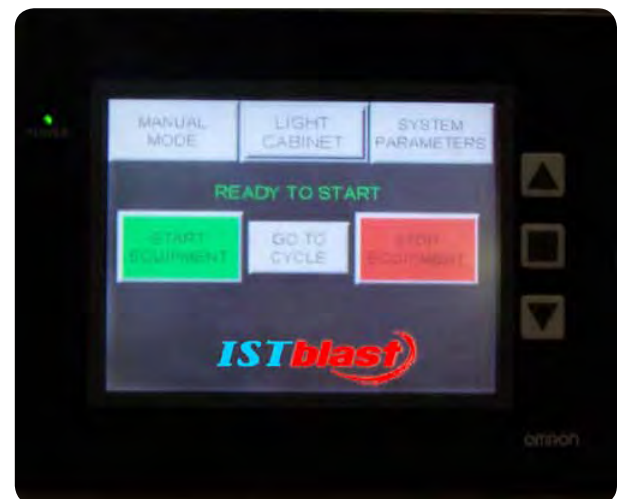 POWER
MANUAL
MODE
LIGHT
CABINET
SYSTEM
PARAMETERS
READY TO START
START
EQUIPMENT
GO TO
CYCLE
STOP
EQUIPMENT
ISTblast
omron